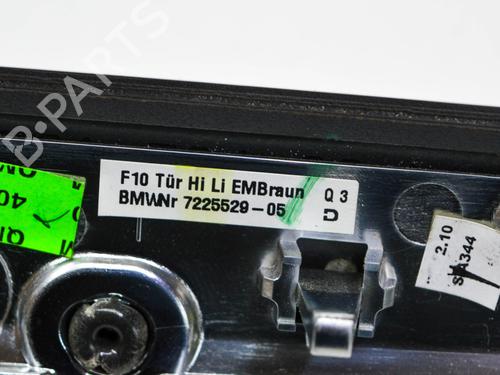 B-PARTS
F10 Tür Hi Li EMBraun Q 3
BMWNr 7225529-05 D
2.10